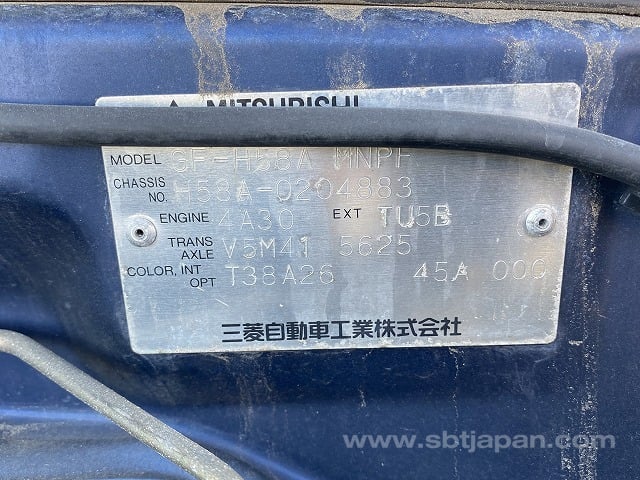 MITSUBISHI
MODEL GF-H58A MNPF
CHASSIS NO. H58A-0204883
ENGINE 4A30 EXT TU5B
TRANS AXLE V5M41 5625
COLOR, INT OPT T38A26 45A 000
三菱自動車工業株式会社
www.sbtjapan.com